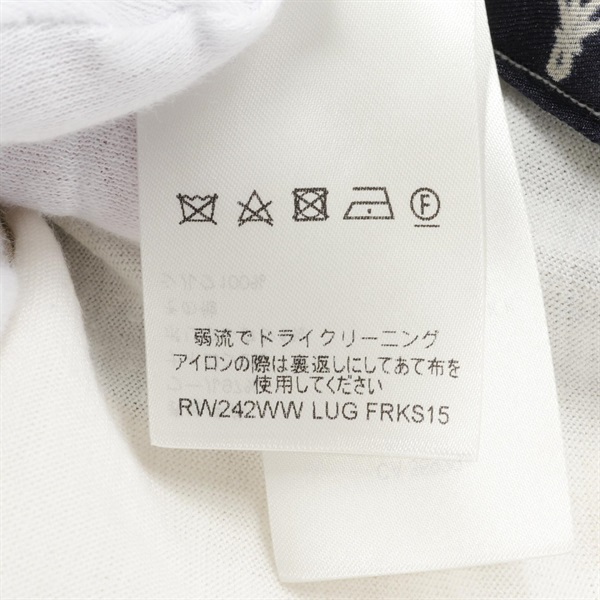 F
弱流でドライクリーニング
アイロンの際は裏返しにしてあて布を
使用してください
RW242WW LUG FRKS15